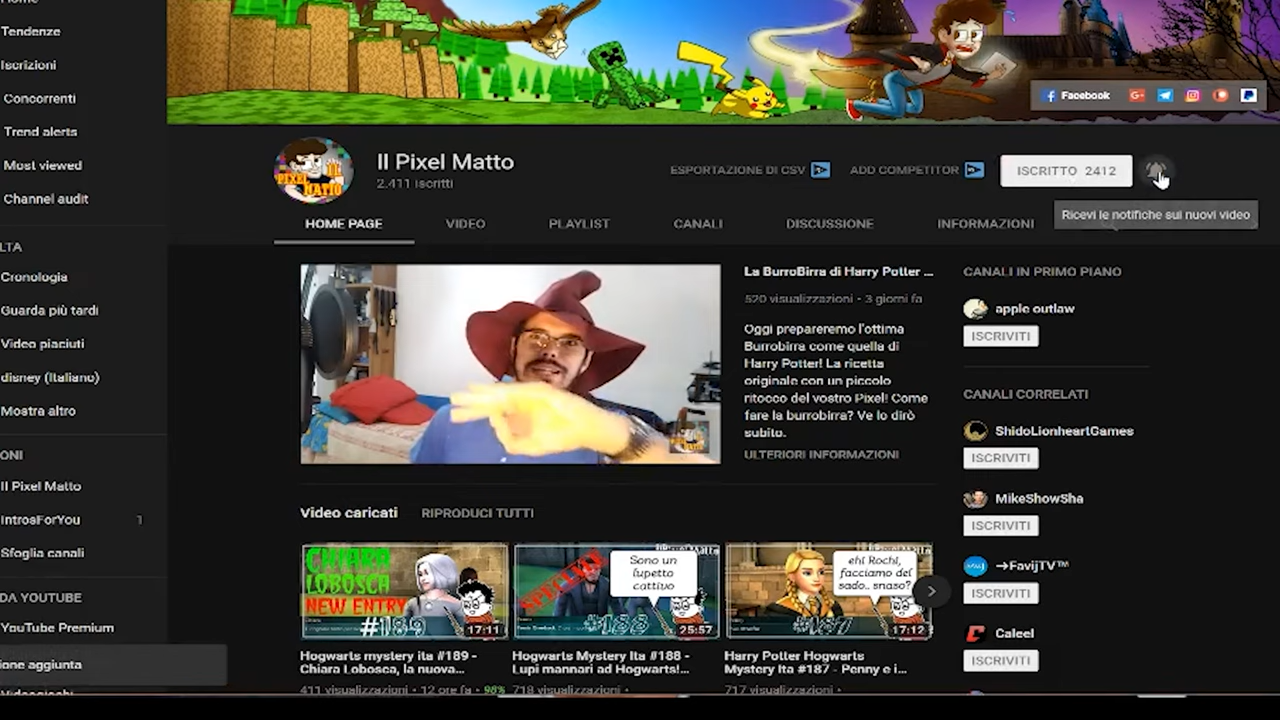 Home
Tendenze
Iscrizioni
Concorrenti
Trend alerts
Most viewed
Channel audit
LTA
Cronologia
Guarda più tardi
Video piaciuti
disney (Italiano)
Mostra altro
ONI
Il Pixel Matto
IntrosForYou 1
Sfoglia canali
DA YOUTUBE
YouTube Premium
ione aggiunta
Videogiochi
Facebook
IL
PIXEL
MATTO
Il Pixel Matto
2.411 iscritti
ESPORTAZIONE DI CSV
ADD COMPETITOR
ISCRITTO 2412
Ricevi le notifiche sui nuovi video
HOME PAGE VIDEO PLAYLIST CANALI DISCUSSIONE INFORMAZIONI
La BurroBirra di Harry Potter ...
520 visualizzazioni • 3 giorni fa
Oggi prepareremo l'ottima
Burrobirra come quella di
Harry Potter! La ricetta
originale con un piccolo
ritocco del vostro Pixel! Come
fare la burrobirra? Ve lo dirò
subito.
ULTERIORI INFORMAZIONI
Video caricati RIPRODUCI TUTTI
CHIARA
LOBOSCA
NEW ENTRY
#189
17:11
SPECIALE
Sono un
lupetto
cattivo
#188
25:57
eh! Rochi,
facciamo del
sado.. snaso?
#187
17:12
Hogwarts mystery ita #189 -
Chiara Lobosca, la nuova...
411 visualizzazioni • 12 ore fa • 98%
Hogwarts Mystery Ita #188 -
Lupi mannari ad Hogwarts!...
718 visualizzazioni •
Harry Potter Hogwarts
Mystery Ita #187 - Penny e i...
717 visualizzazioni •
CANALI IN PRIMO PIANO
apple outlaw
ISCRIVITI
CANALI CORRELATI
ShidoLionheartGames
ISCRIVITI
MikeShowSha
ISCRIVITI
→FavijTV™
ISCRIVITI
Caleel
ISCRIVITI